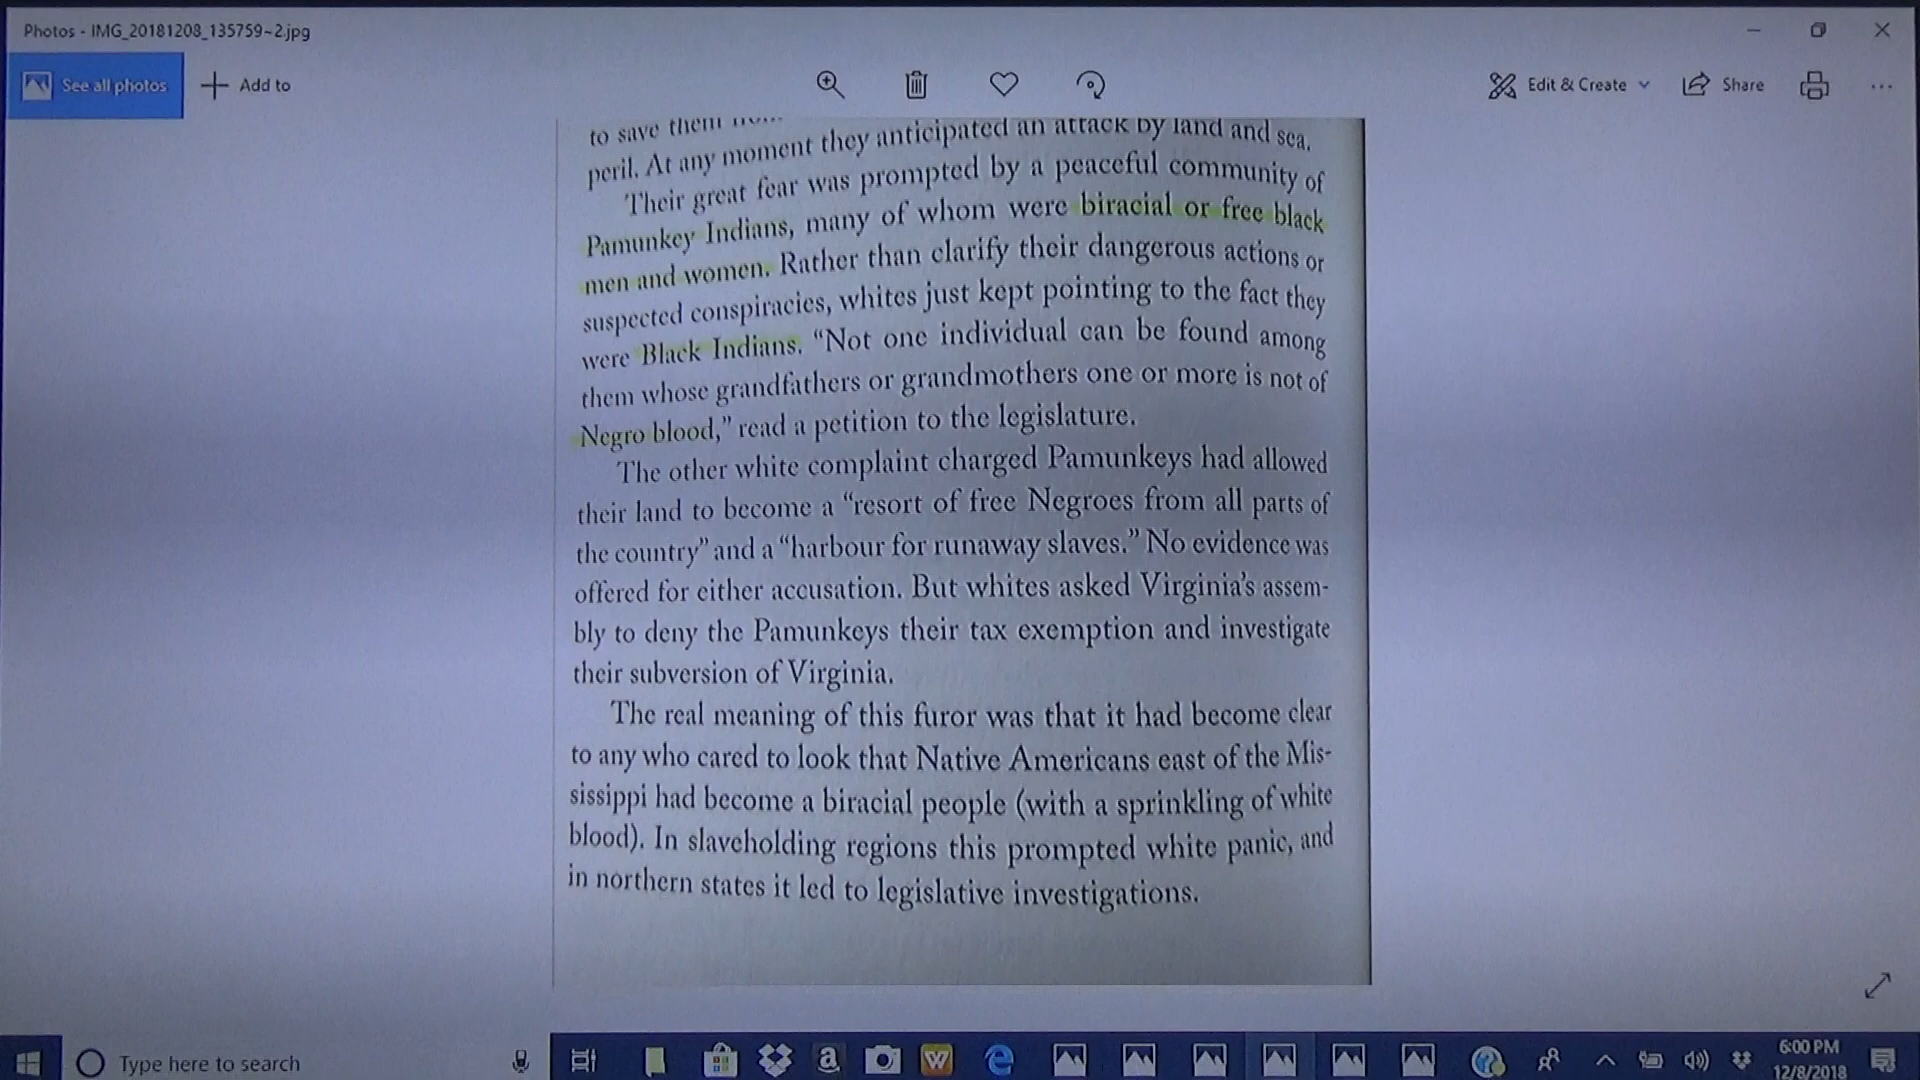 Photos - IMG_20181208_135759~2.jpg
See all photos
Add to
Edit & Create
Share
to save them
peril. At any moment they anticipated an attack by land and sea.
Their great fear was prompted by a peaceful community of
Pamunkey Indians, many of whom were biracial or free black
men and women. Rather than clarify their dangerous actions or
suspected conspiracies, whites just kept pointing to the fact they
were Black Indians. “Not one individual can be found among
them whose grandfathers or grandmothers one or more is not of
Negro blood,” read a petition to the legislature.
The other white complaint charged Pamunkeys had allowed
their land to become a “resort of free Negroes from all parts of
the country” and a “harbour for runaway slaves.” No evidence was
offered for either accusation. But whites asked Virginia’s assem-
bly to deny the Pamunkeys their tax exemption and investigate
their subversion of Virginia.
The real meaning of this furor was that it had become clear
to any who cared to look that Native Americans east of the Mis-
sissippi had become a biracial people (with a sprinkling of white
blood). In slaveholding regions this prompted white panic, and
in northern states it led to legislative investigations.
Type here to search
a
W
e
6:00 PM
12/8/2018